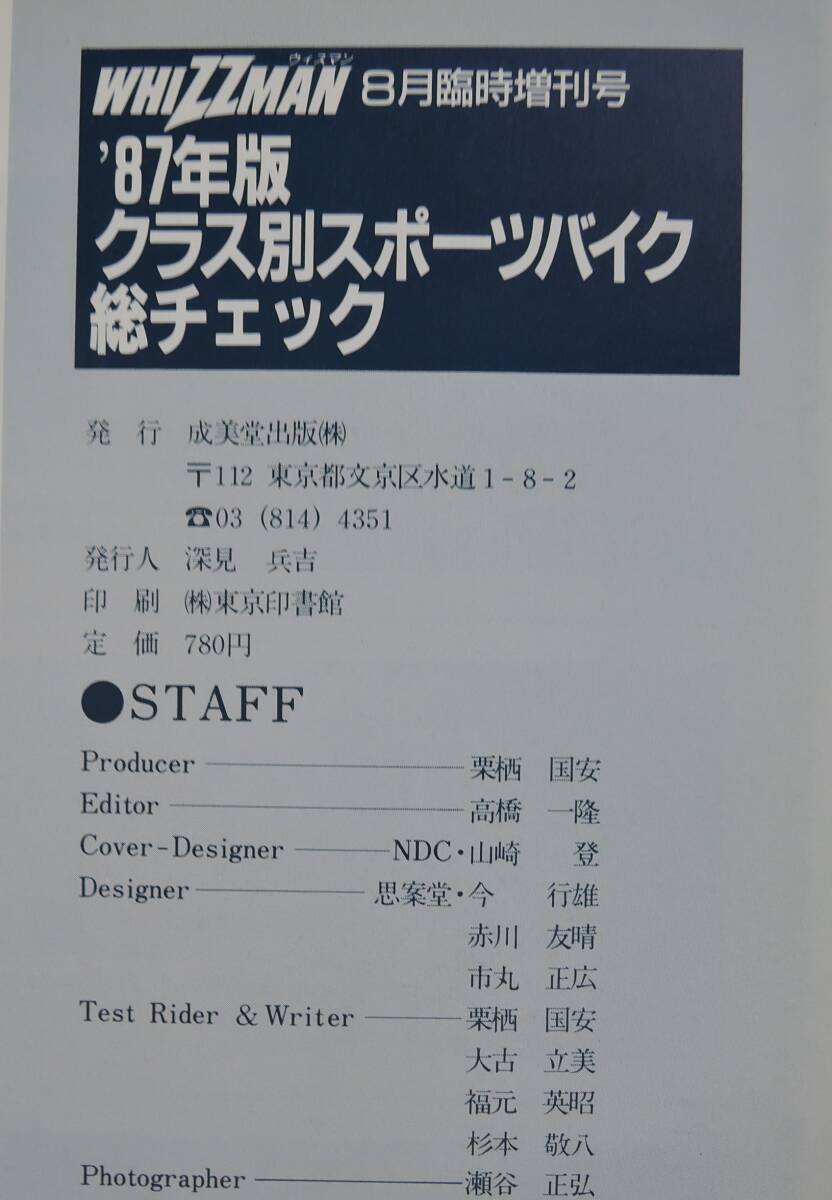 ウィズマン
WHIZZMAN 8月臨時増刊号
'87年版
クラス別スポーツバイク
総チェック
発 行 成美堂出版㈱
〒112 東京都文京区水道1-8-2
☎03 (814) 4351
発行人 深見 兵吉
印 刷 ㈱東京印書館
定 価 780円
●STAFF
Producer 栗栖 国安
Editor 高橋 一隆
Cover-Designer NDC・山崎 登
Designer 思案堂・今 行雄
赤川 友晴
市丸 正広
Test Rider & Writer 栗栖 国安
大古 立美
福元 英昭
杉本 敬八
Photographer 瀬谷 正弘